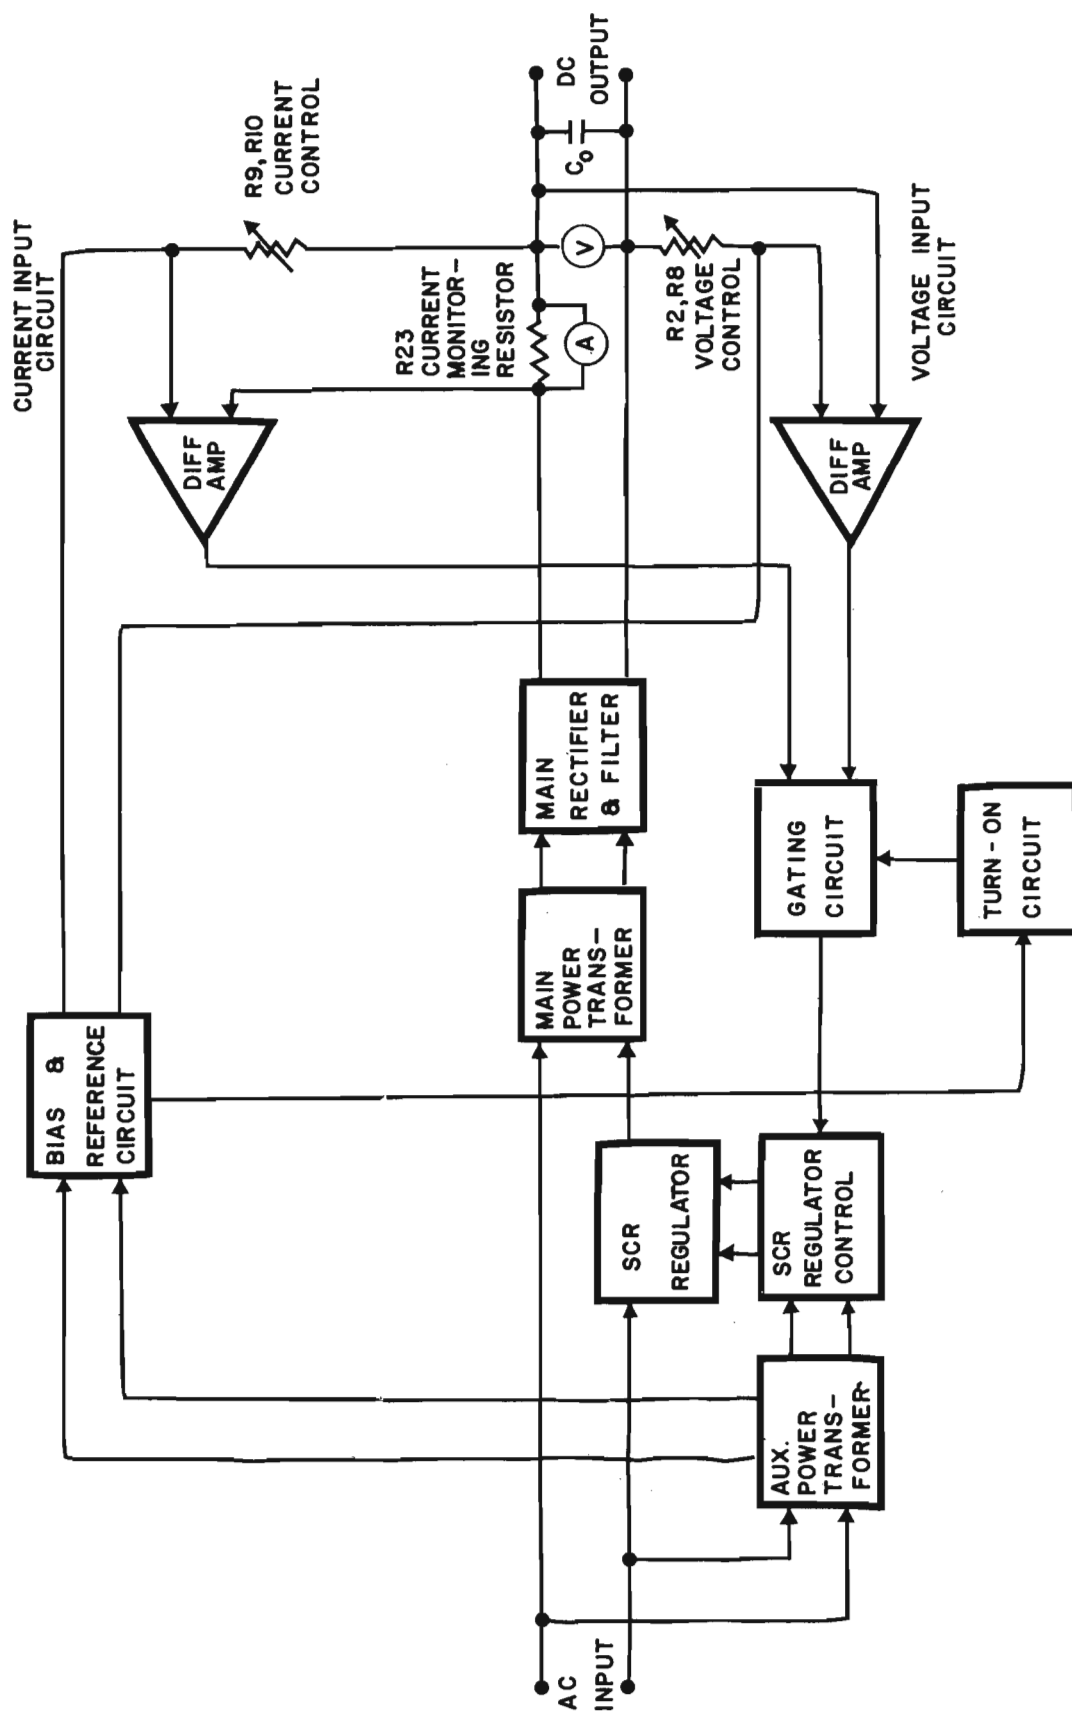 CURRENT INPUT
CIRCUIT
R9, R10
CURRENT
CONTROL
DIFF
AMP
R23
CURRENT
MONITOR-
ING
RESISTOR
A
V
C₀
DC
OUTPUT
R2, R8
VOLTAGE
CONTROL
VOLTAGE INPUT
CIRCUIT
DIFF
AMP
BIAS &
REFERENCE
CIRCUIT
MAIN
POWER
TRANS-
FORMER
MAIN
RECTIFIER
& FILTER
GATING
CIRCUIT
TURN-ON
CIRCUIT
SCR
REGULATOR
SCR
REGULATOR
CONTROL
AUX.
POWER
TRANS-
FORMER
AC
INPUT